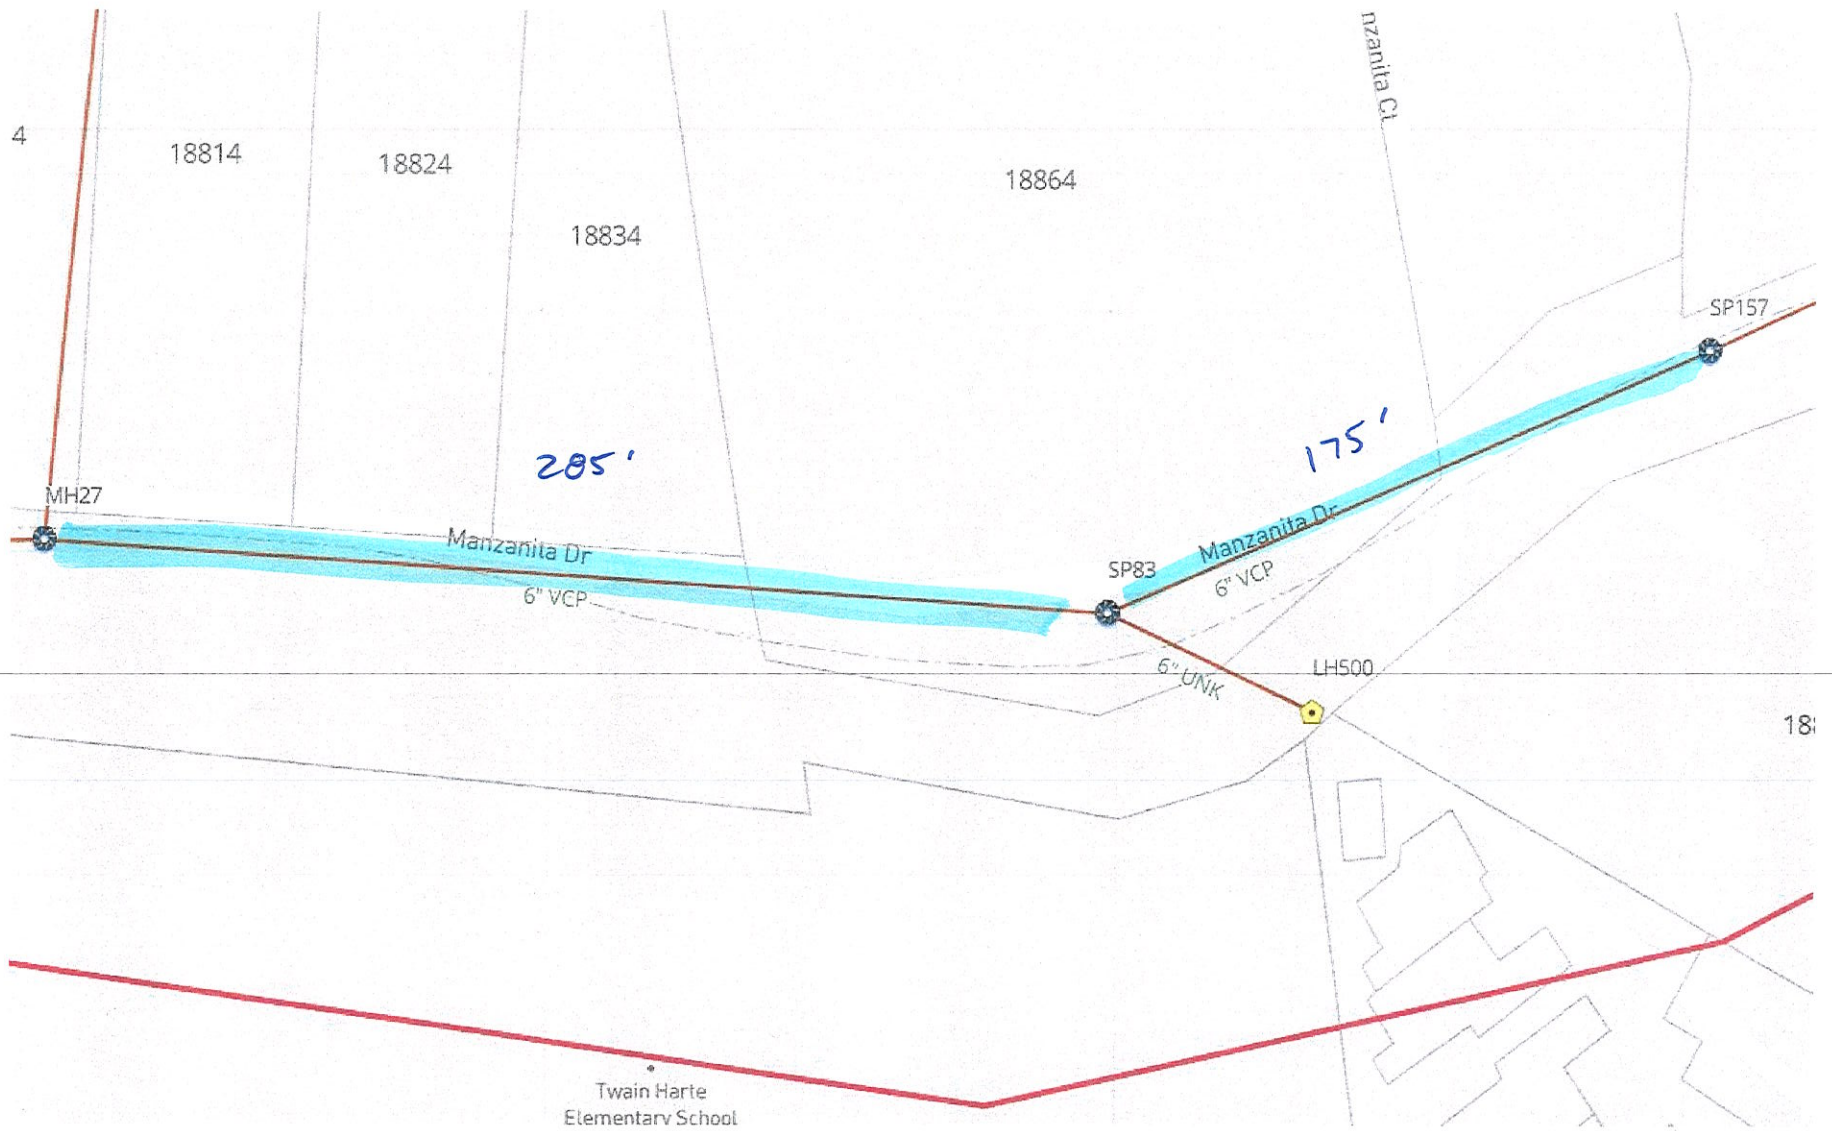 nzanita Ct
4
18814
18824
18864
18834
SP157
175'
285'
MH27
Manzanita Dr
Manzanita Dr
SP83
6" VCP
6" VCP
6" UNK
LH500
Twain Harte
Elementary School